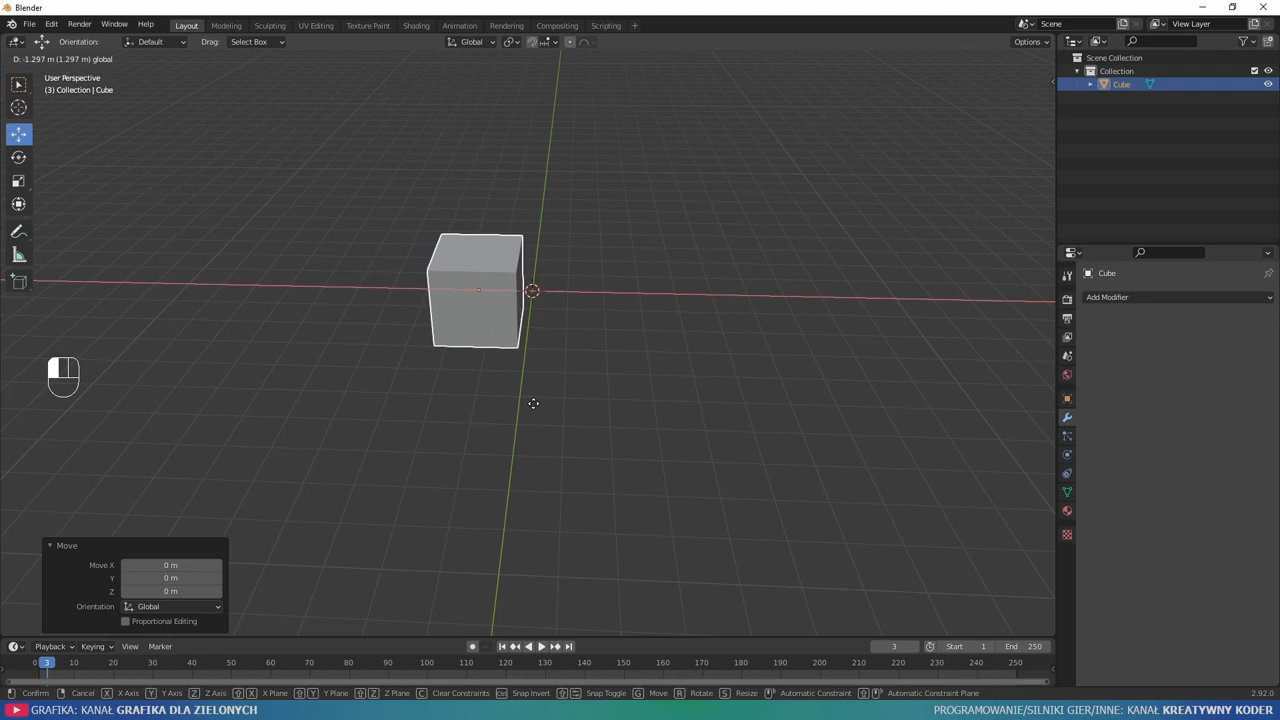 Blender
File Edit Render Window Help Layout Modeling Sculpting UV Editing Texture Paint Shading Animation Rendering Compositing Scripting + Scene View Layer
Orientation: Default Drag: Select Box Global Options
D: -1.297 m (1.297 m) global
User Perspective
(3) Collection | Cube
Scene Collection
Collection
Cube
Cube
Add Modifier
Move
Move X 0 m
Y 0 m
Z 0 m
Orientation Global
Proportional Editing
Playback Keying View Marker 3 Start 1 End 250
0 3 10 20 30 40 50 60 70 80 90 100 110 120 130 140 150 160 170 180 190 200 210 220 230 240 250
Confirm Cancel X X Axis Y Y Axis Z Z Axis X X Plane Y Y Plane Z Z Plane C Clear Constraints Ctrl Snap Invert Snap Toggle G Move R Rotate S Resize Automatic Constraint Automatic Constraint Plane 2.92.0
GRAFIKA: KANAŁ GRAFIKA DLA ZIELONYCH PROGRAMOWANIE/SILNIKI GIER/INNE: KANAŁ KREATYWNY KODER